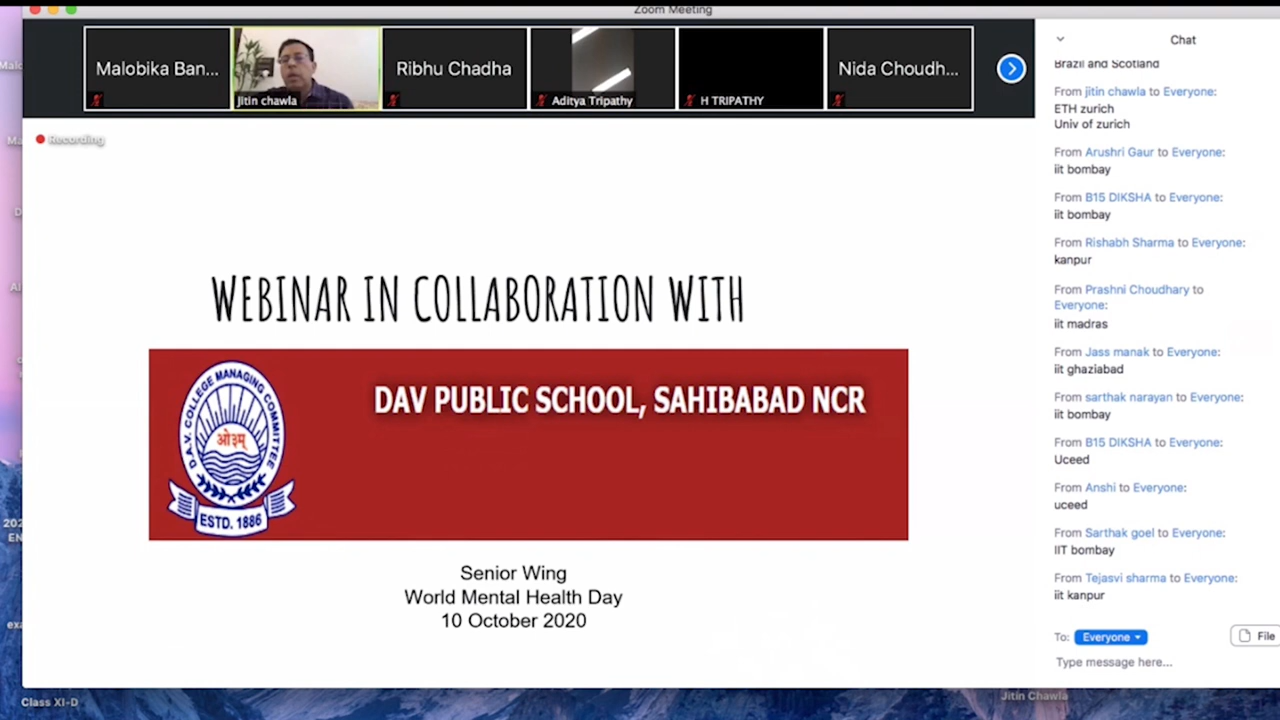 Zoom Meeting
Malobika Ban...
Jitin chawla
Ribhu Chadha
Aditya Tripathy
H TRIPATHY
Nida Choudh...
Recording
WEBINAR IN COLLABORATION WITH
D.A.V. COLLEGE MANAGING COMMITTEE
ओ३म्
ESTD. 1886
DAV PUBLIC SCHOOL, SAHIBABAD NCR
Senior Wing
World Mental Health Day
10 October 2020
Chat
Brazil and Scotland
From jitin chawla to Everyone:
ETH zurich
Univ of zurich
From Arushri Gaur to Everyone:
iit bombay
From B15 DIKSHA to Everyone:
iit bombay
From Rishabh Sharma to Everyone:
kanpur
From Prashni Choudhary to
Everyone:
iit madras
From Jass manak to Everyone:
iit ghaziabad
From sarthak narayan to Everyone:
iit bombay
From B15 DIKSHA to Everyone:
Uceed
From Anshi to Everyone:
uceed
From Sarthak goel to Everyone:
IIT bombay
From Tejasvi sharma to Everyone:
iit kanpur
To: Everyone
File
Type message here...
Class XI-D
Jitin Chawla